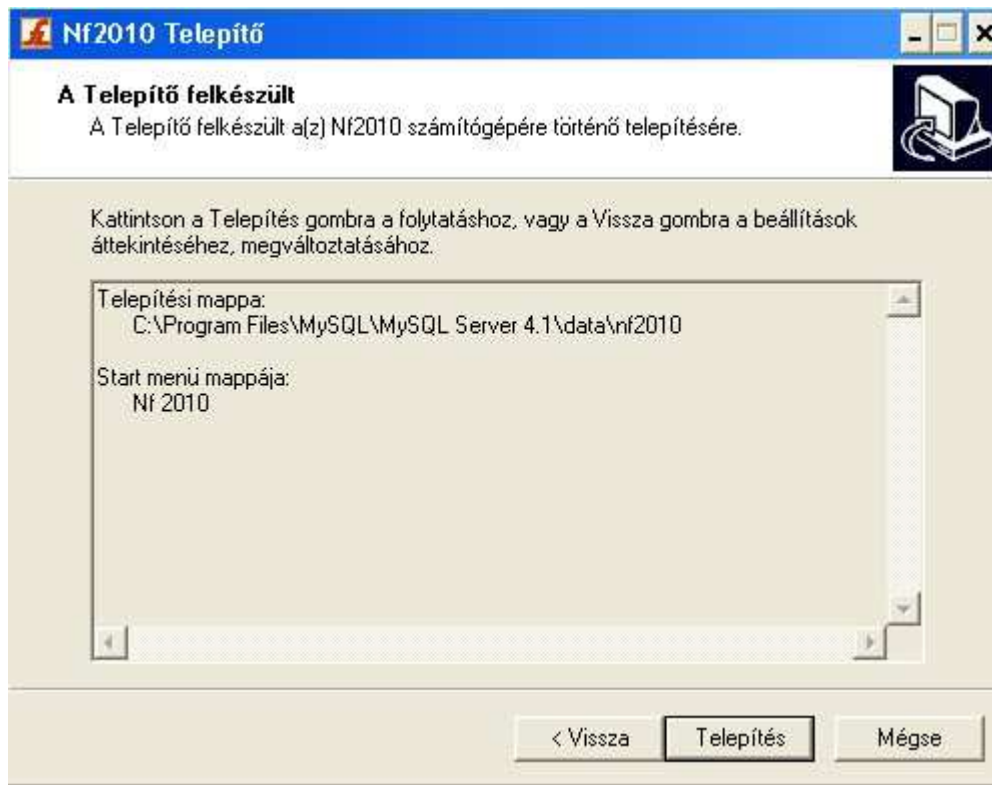 Nf2010 Telepítő
A Telepítő felkészült
A Telepítő felkészült a(z) Nf2010 számítógépére történő telepítésére.
Kattintson a Telepítés gombra a folytatáshoz, vagy a Vissza gombra a beállítások
áttekintéséhez, megváltoztatásához.
Telepítési mappa:
C:\Program Files\MySQL\MySQL Server 4.1\data\nf2010
Start menü mappája:
Nf 2010
< Vissza
Telepítés
Mégse